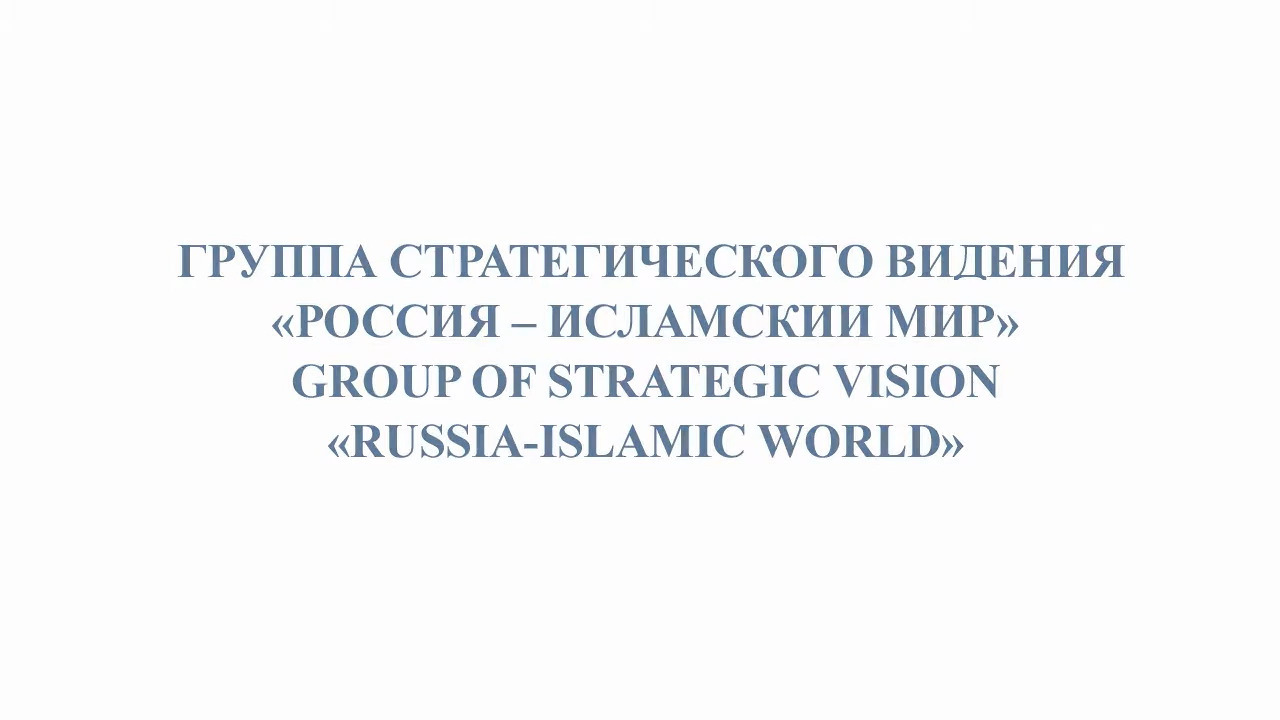 ГРУППА СТРАТЕГИЧЕСКОГО ВИДЕНИЯ
«РОССИЯ – ИСЛАМСКИИ МИР»
GROUP OF STRATEGIC VISION
«RUSSIA-ISLAMIC WORLD»